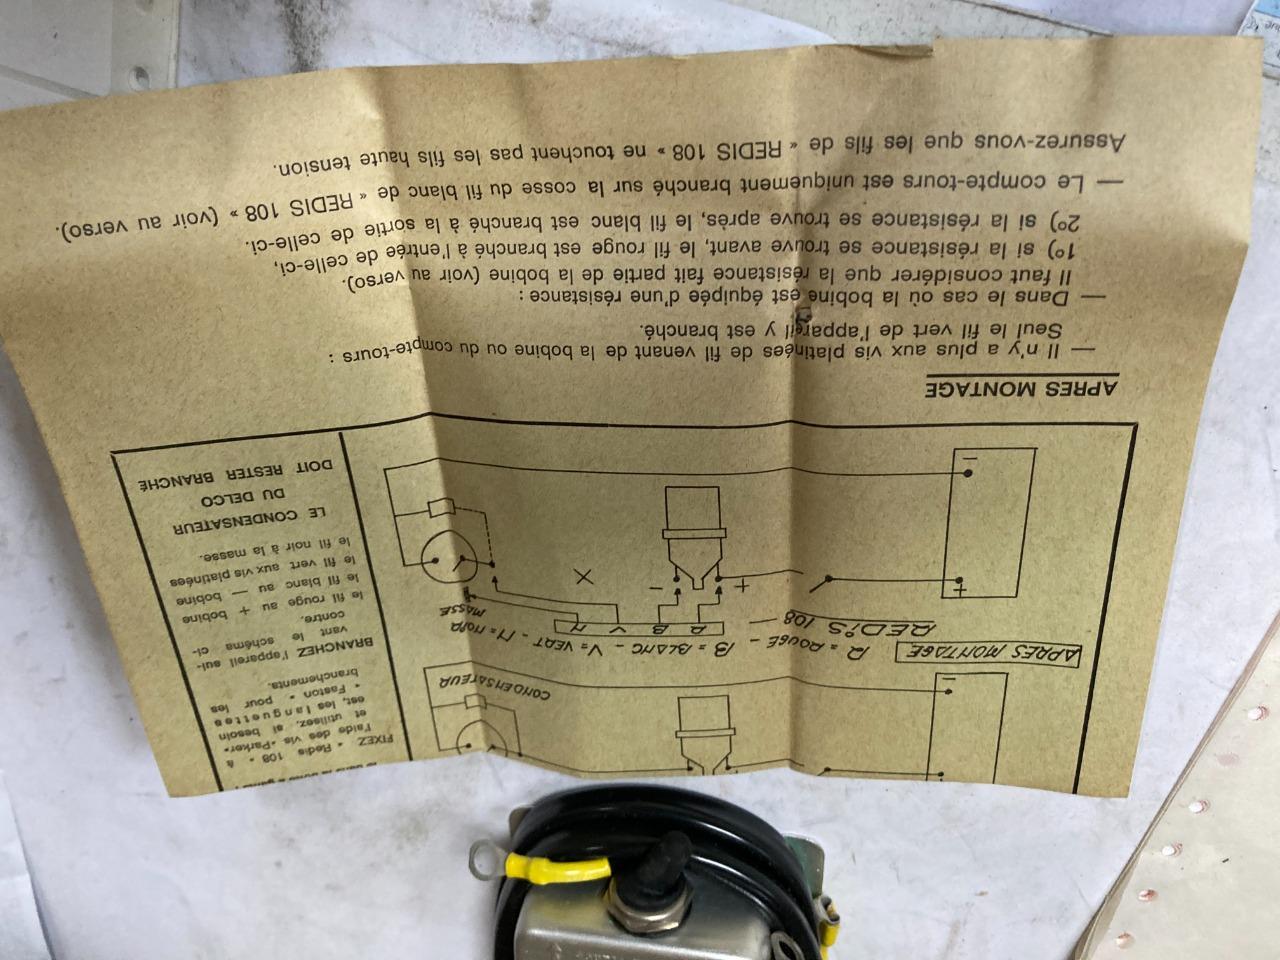 FIXEZ « Redis 108 » à
l'aide des vis «Parker»
et utilisez, si besoin
est, les languettes
« Faston » pour les
branchements.
BRANCHEZ l'appareil sui-
vant le schéma ci-
contre.
le fil rouge au + bobine
le fil blanc au — bobine
le fil vert aux vis platinées
le fil noir à la masse.
LE CONDENSATEUR
DU DELCO
DOIT RESTER BRANCHÉ
CONDENSATEUR
−
APRES MONTAGE
R = ROUGE - B = BLANC - V = VERT - M = NOIR
REDIS 108
R B V M
MASSE
+ −
+
−
APRES MONTAGE
— Il n'y a plus aux vis platinées de fil venant de la bobine ou du compte-tours :
Seul le fil vert de l'appareil y est branché.
— Dans le cas où la bobine est équipée d'une résistance :
Il faut considérer que la résistance fait partie de la bobine (voir au verso).
1º) si la résistance se trouve avant, le fil rouge est branché à l'entrée de celle-ci,
2º) si la résistance se trouve après, le fil blanc est branché à la sortie de celle-ci.
— Le compte-tours est uniquement branché sur la cosse du fil blanc de « REDIS 108 » (voir au verso).
Assurez-vous que les fils de « REDIS 108 » ne touchent pas les fils haute tension.